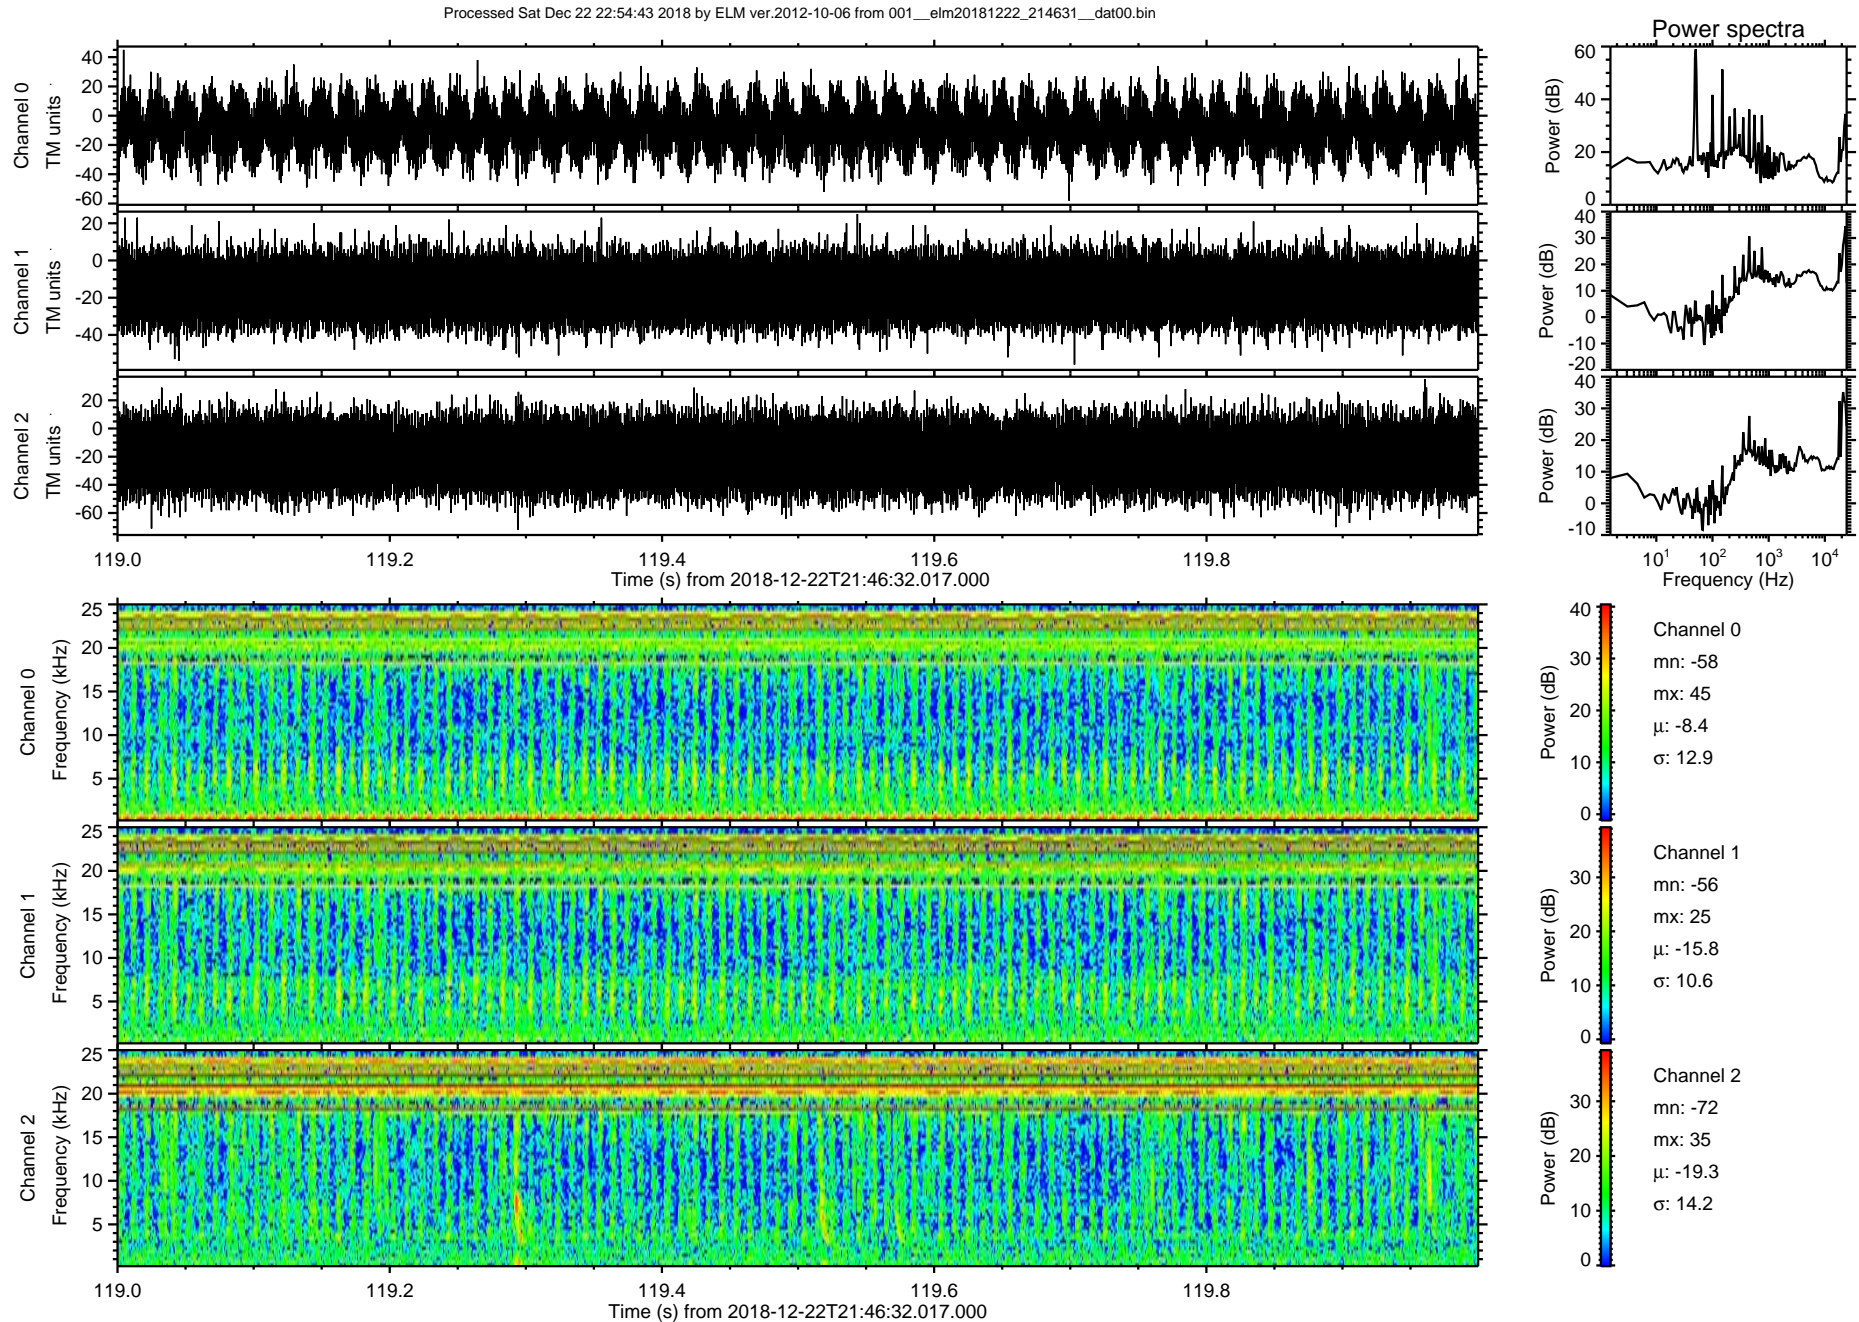 Processed Sat Dec 22 22:54:43 2018 by ELM ver.2012-10-06 from 001__elm20181222_214631__dat00.bin
Power spectra
Channel 0
TM units
40
20
0
-20
-40
-60
Power (dB)
60
40
20
0
Channel 1
TM units
20
0
-20
-40
Power (dB)
40
30
20
10
0
-10
-20
Channel 2
TM units
20
0
-20
-40
-60
Power (dB)
40
30
20
10
0
-10
119.0 119.2 119.4 119.6 119.8
Time (s) from 2018-12-22T21:46:32.017.000
10^1 10^2 10^3 10^4
Frequency (Hz)
Channel 0
Frequency (kHz)
25
20
15
10
5
Power (dB)
40
30
20
10
0
Channel 0
mn: -58
mx: 45
μ: -8.4
σ: 12.9
Channel 1
Frequency (kHz)
25
20
15
10
5
Power (dB)
30
20
10
0
Channel 1
mn: -56
mx: 25
μ: -15.8
σ: 10.6
Channel 2
Frequency (kHz)
25
20
15
10
5
Power (dB)
30
20
10
0
Channel 2
mn: -72
mx: 35
μ: -19.3
σ: 14.2
119.0 119.2 119.4 119.6 119.8
Time (s) from 2018-12-22T21:46:32.017.000